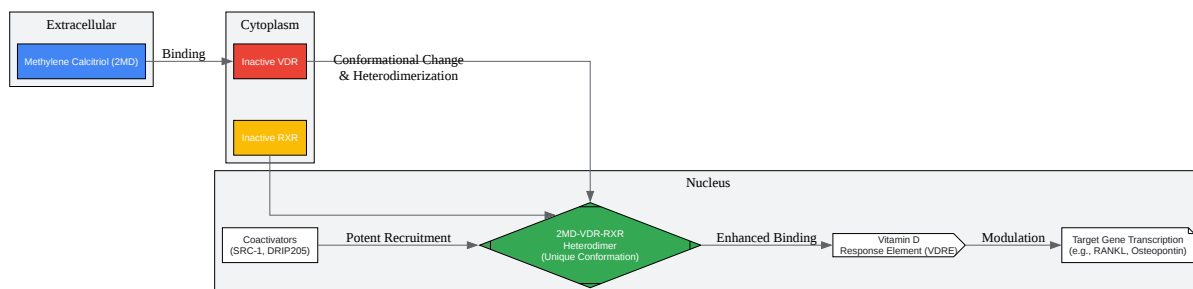 Extracellular
Cytoplasm
Methylene Calcitriol (2MD)
Binding
Inactive VDR
Conformational Change
& Heterodimerization
Inactive RXR
Nucleus
Coactivators
(SRC-1, DRIP205)
Potent Recruitment
2MD-VDR-RXR
Heterodimer
(Unique Conformation)
Enhanced Binding
Vitamin D
Response Element (VDRE)
Modulation
Target Gene Transcription
(e.g., RANKL, Osteopontin)